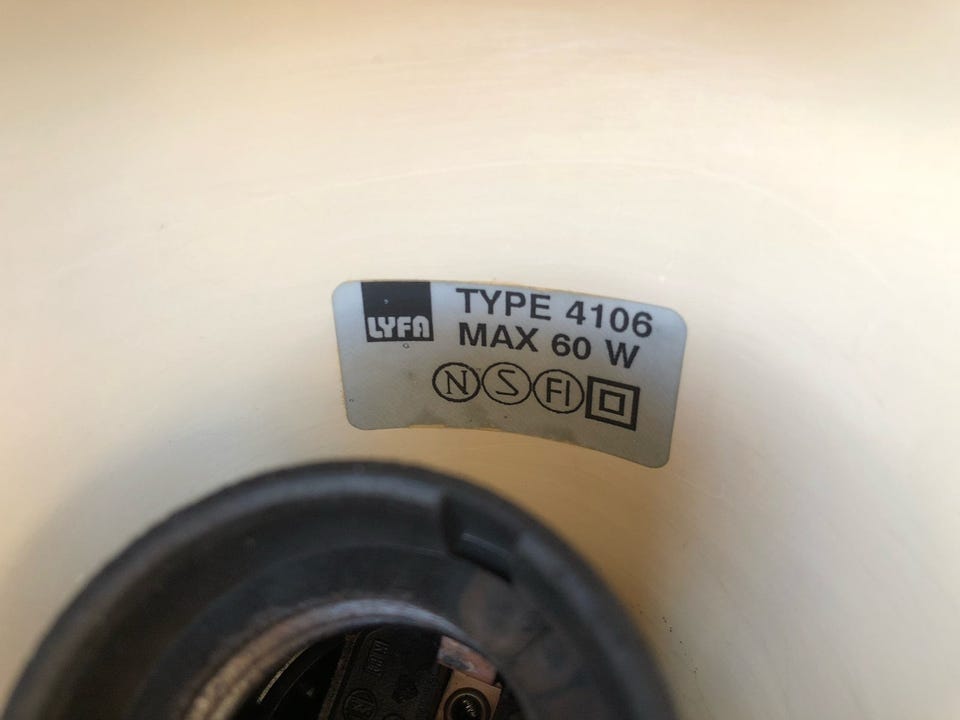 LYFA
TYPE 4106
MAX 60 W
N S FI